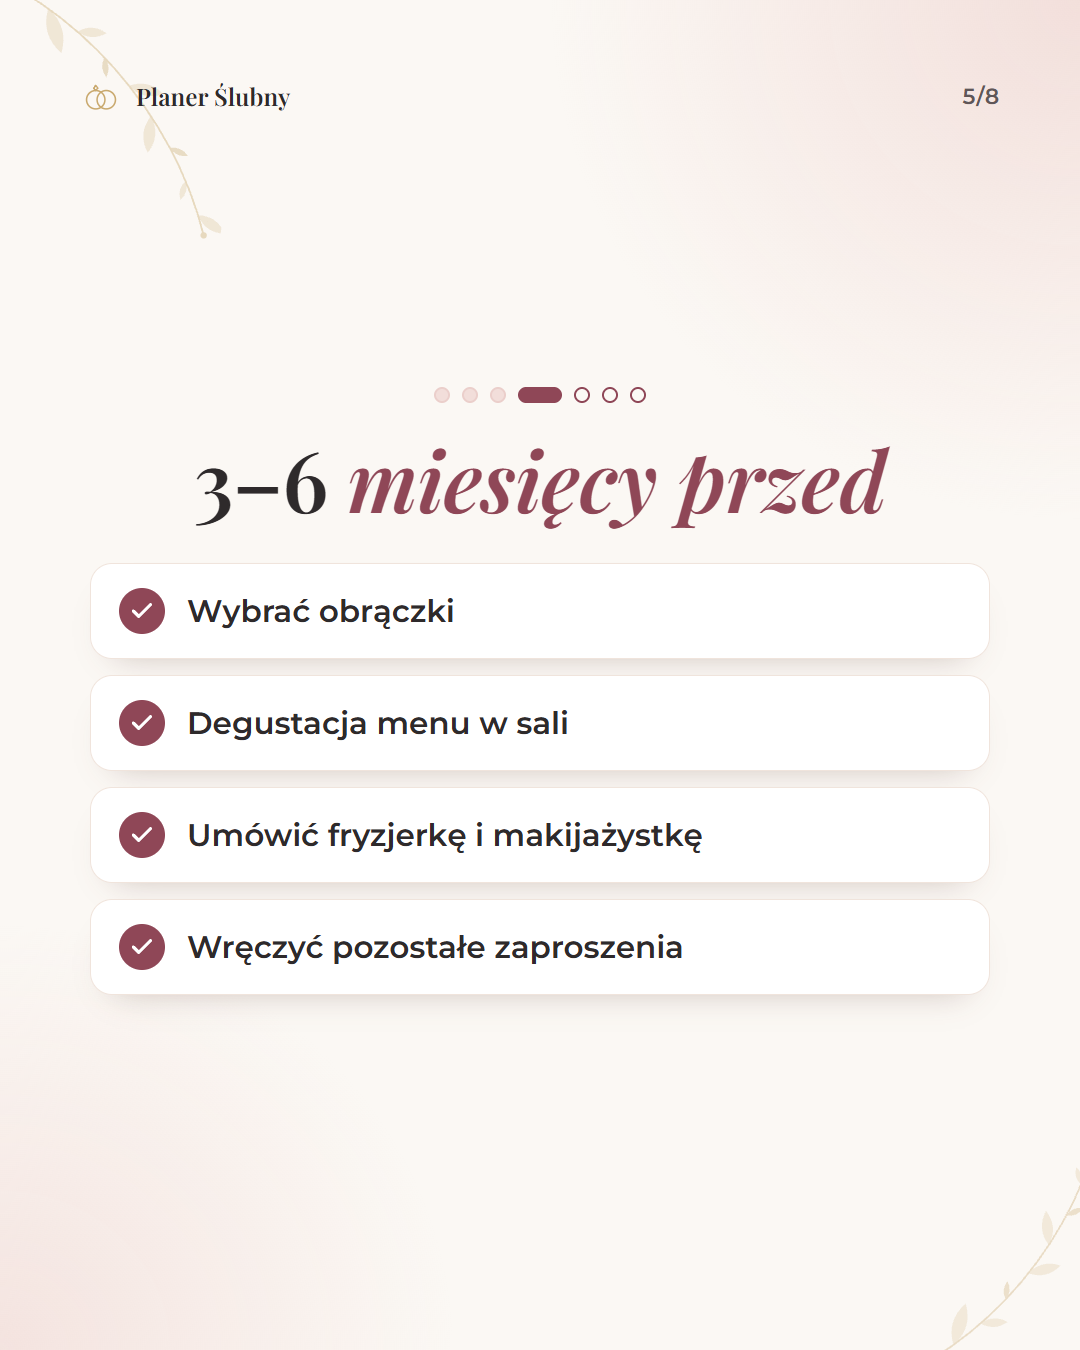 Planer Ślubny
5/8
3–6 miesięcy przed
Wybrać obrączki
Degustacja menu w sali
Umówić fryzjerkę i makijażystkę
Wręczyć pozostałe zaproszenia